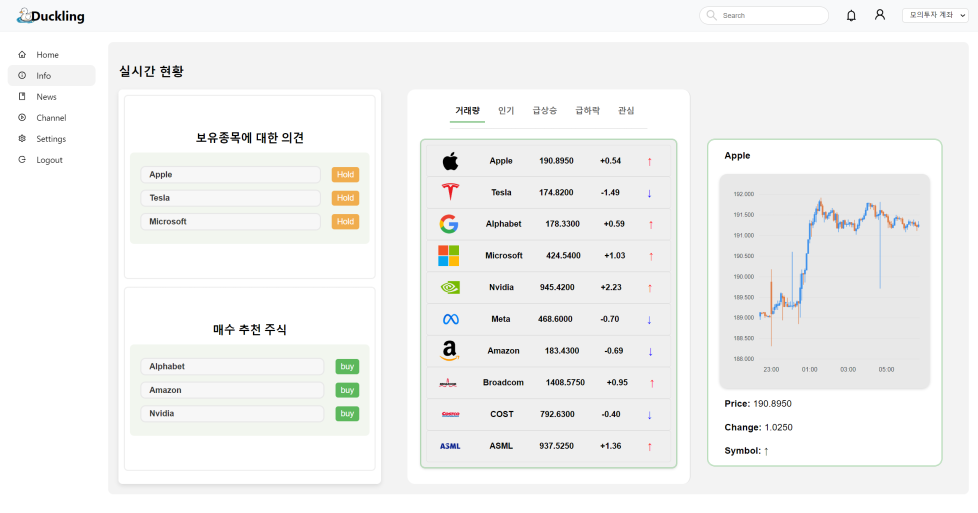 Duckling
Search
모의투자 계좌
Home
Info
News
Channel
Settings
Logout
실시간 현황
보유종목에 대한 의견
Apple Hold
Tesla Hold
Microsoft Hold
매수 추천 주식
Alphabet buy
Amazon buy
Nvidia buy
거래량 인기 급상승 급하락 관심
Apple 190.8950 +0.54 ↑
Tesla 174.8200 -1.49 ↓
Alphabet 178.3300 +0.59 ↑
Microsoft 424.5400 +1.03 ↑
Nvidia 945.4200 +2.23 ↑
Meta 468.6000 -0.70 ↓
Amazon 183.4300 -0.69 ↓
Broadcom 1408.5750 +0.95 ↑
COST 792.6300 -0.40 ↓
ASML ASML 937.5250 +1.36 ↑
Apple
192.000
191.500
191.000
190.500
190.000
189.500
189.000
188.500
188.000
23:00 01:00 03:00 05:00
Price: 190.8950
Change: 1.0250
Symbol: ↑